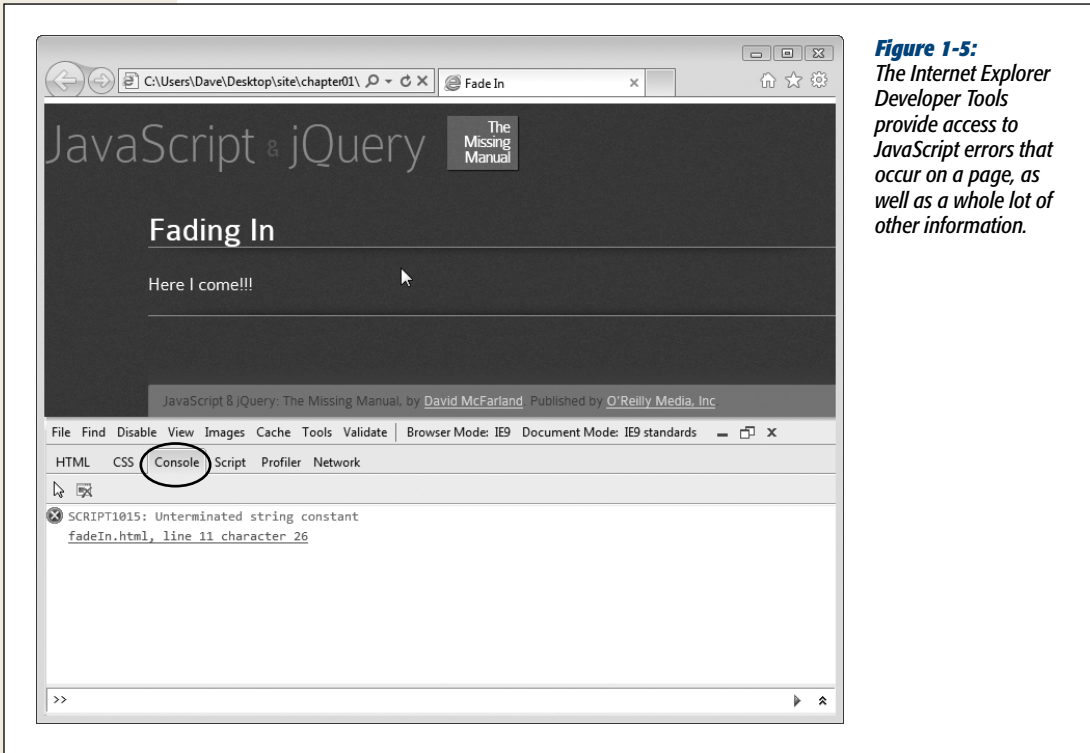 C:\Users\Dave\Desktop\site\chapter01\
Fade In
JavaScript & jQuery
The
Missing
Manual
Fading In
Here I come!!!
JavaScript & jQuery: The Missing Manual, by David McFarland. Published by O'Reilly Media, Inc
File Find Disable View Images Cache Tools Validate | Browser Mode: IE9 Document Mode: IE9 standards
HTML CSS Console Script Profiler Network
SCRIPT1015: Unterminated string constant
fadeIn.html, line 11 character 26
>>
Figure 1-5:
The Internet Explorer
Developer Tools
provide access to
JavaScript errors that
occur on a page, as
well as a whole lot of
other information.